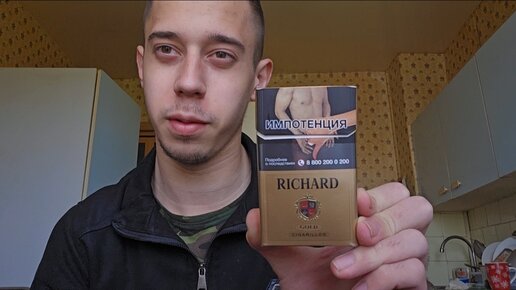 ИМПОТЕНЦИЯ
Подробнее
о последствиях
8 800 200 0 200
RICHARD
GOLD
CIGARILLOS